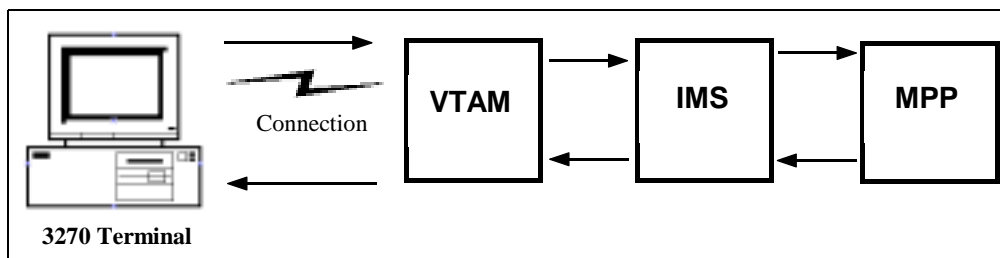 VTAM
IMS
MPP
Connection
3270 Terminal